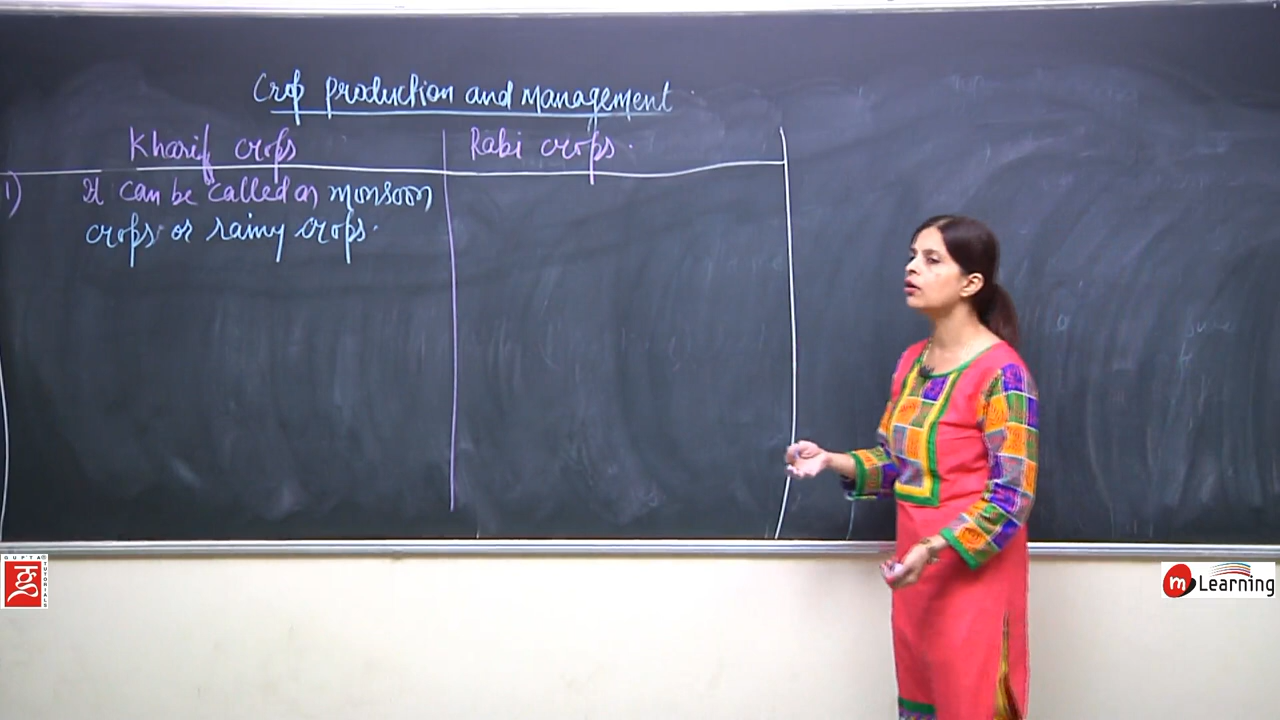 Crop production and management
Kharif crops
Rabi crops.
1) It can be called as monsoon
crops or rainy crops.
GUPTA
TUTORIALS
m Learning